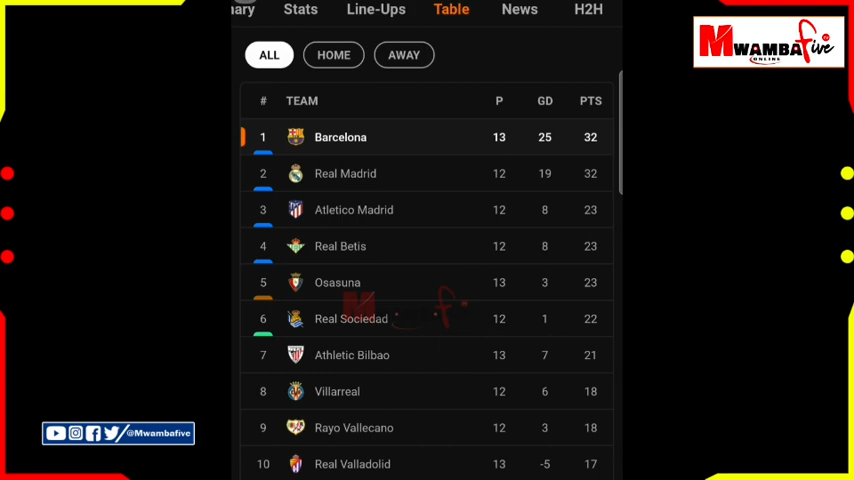 nary Stats Line-Ups Table News H2H
MWAMBAFIVE
ONLINE
ALL HOME AWAY
# TEAM P GD PTS
1 Barcelona 13 25 32
2 Real Madrid 12 19 32
3 Atletico Madrid 12 8 23
4 Real Betis 12 8 23
5 Osasuna 13 3 23
6 Real Sociedad 12 1 22
7 Athletic Bilbao 13 7 21
8 Villarreal 12 6 18
9 Rayo Vallecano 12 3 18
10 Real Valladolid 13 -5 17
@Mwambafive